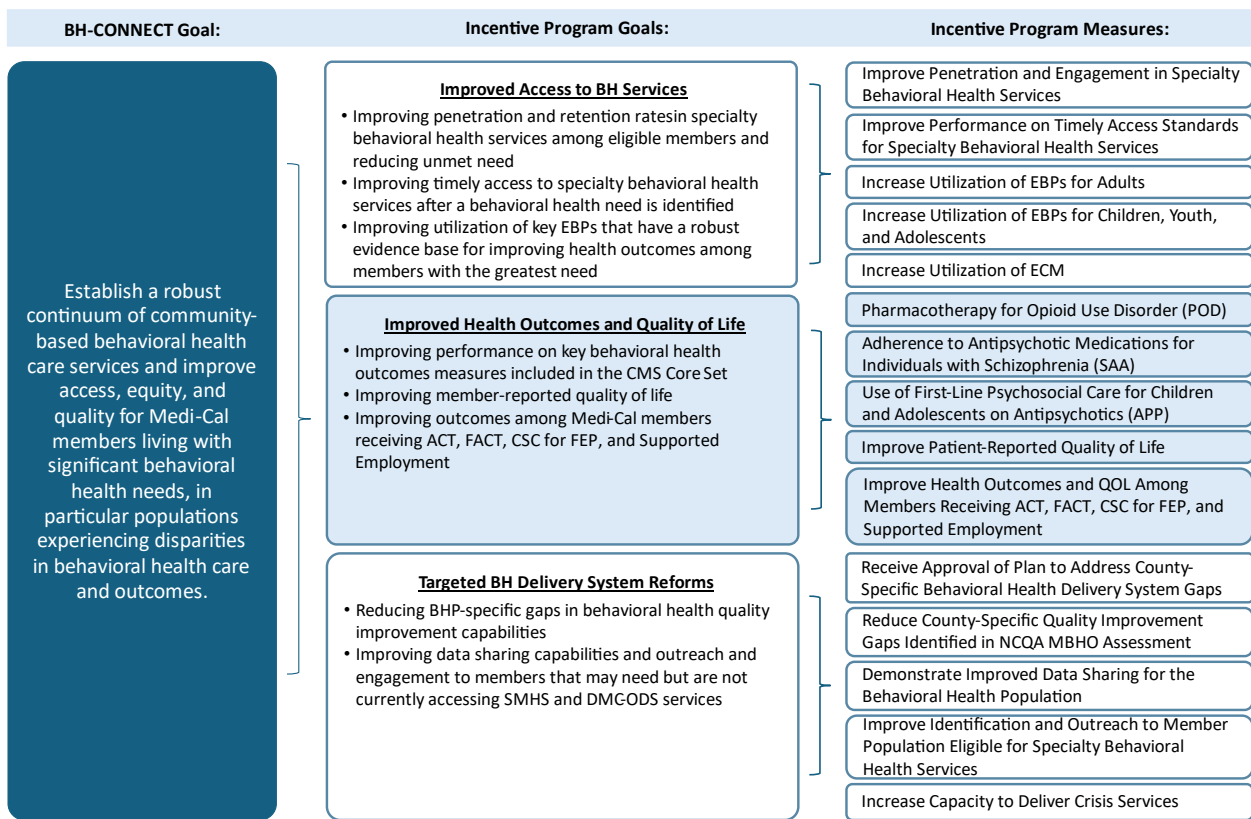 BH-CONNECT Goal:
Incentive Program Goals:
Incentive Program Measures:
Establish a robust
continuum of community-
based behavioral health
care services and improve
access, equity, and
quality for Medi-Cal
members living with
significant behavioral
health needs, in
particular populations
experiencing disparities
in behavioral health care
and outcomes.
Improved Access to BH Services
• Improving penetration and retention ratesin specialty
behavioral health services among eligible members and
reducing unmet need
• Improving timely access to specialty behavioral health
services after a behavioral health need is identified
• Improving utilization of key EBPs that have a robust
evidence base for improving health outcomes among
members with the greatest need
Improve Penetration and Engagement in Specialty
Behavioral Health Services
Improve Performance on Timely Access Standards
for Specialty Behavioral Health Services
Increase Utilization of EBPs for Adults
Increase Utilization of EBPs for Children, Youth,
and Adolescents
Increase Utilization of ECM
Improved Health Outcomes and Quality of Life
• Improving performance on key behavioral health
outcomes measures included in the CMS Core Set
• Improving member-reported quality of life
• Improving outcomes among Medi-Cal members
receiving ACT, FACT, CSC for FEP, and Supported
Employment
Pharmacotherapy for Opioid Use Disorder (POD)
Adherence to Antipsychotic Medications for
Individuals with Schizophrenia (SAA)
Use of First-Line Psychosocial Care for Children
and Adolescents on Antipsychotics (APP)
Improve Patient-Reported Quality of Life
Improve Health Outcomes and QOL Among
Members Receiving ACT, FACT, CSC for FEP, and
Supported Employment
Targeted BH Delivery System Reforms
• Reducing BHP-specific gaps in behavioral health quality
improvement capabilities
• Improving data sharing capabilities and outreach and
engagement to members that may need but are not
currently accessing SMHS and DMC-ODS services
Receive Approval of Plan to Address County-
Specific Behavioral Health Delivery System Gaps
Reduce County-Specific Quality Improvement
Gaps Identified in NCQA MBHO Assessment
Demonstrate Improved Data Sharing for the
Behavioral Health Population
Improve Identification and Outreach to Member
Population Eligible for Specialty Behavioral
Health Services
Increase Capacity to Deliver Crisis Services